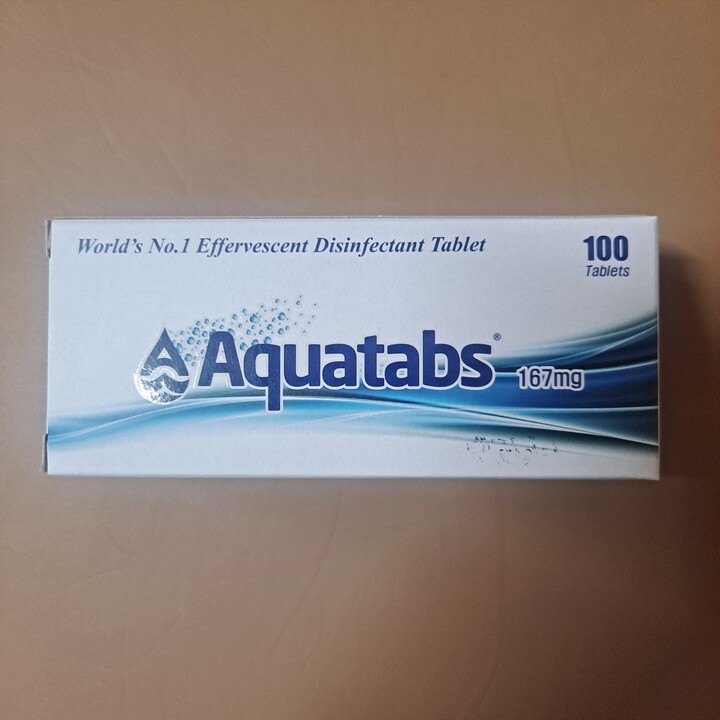 World's No.1 Effervescent Disinfectant Tablet
100
Tablets
Aquatabs®
167mg